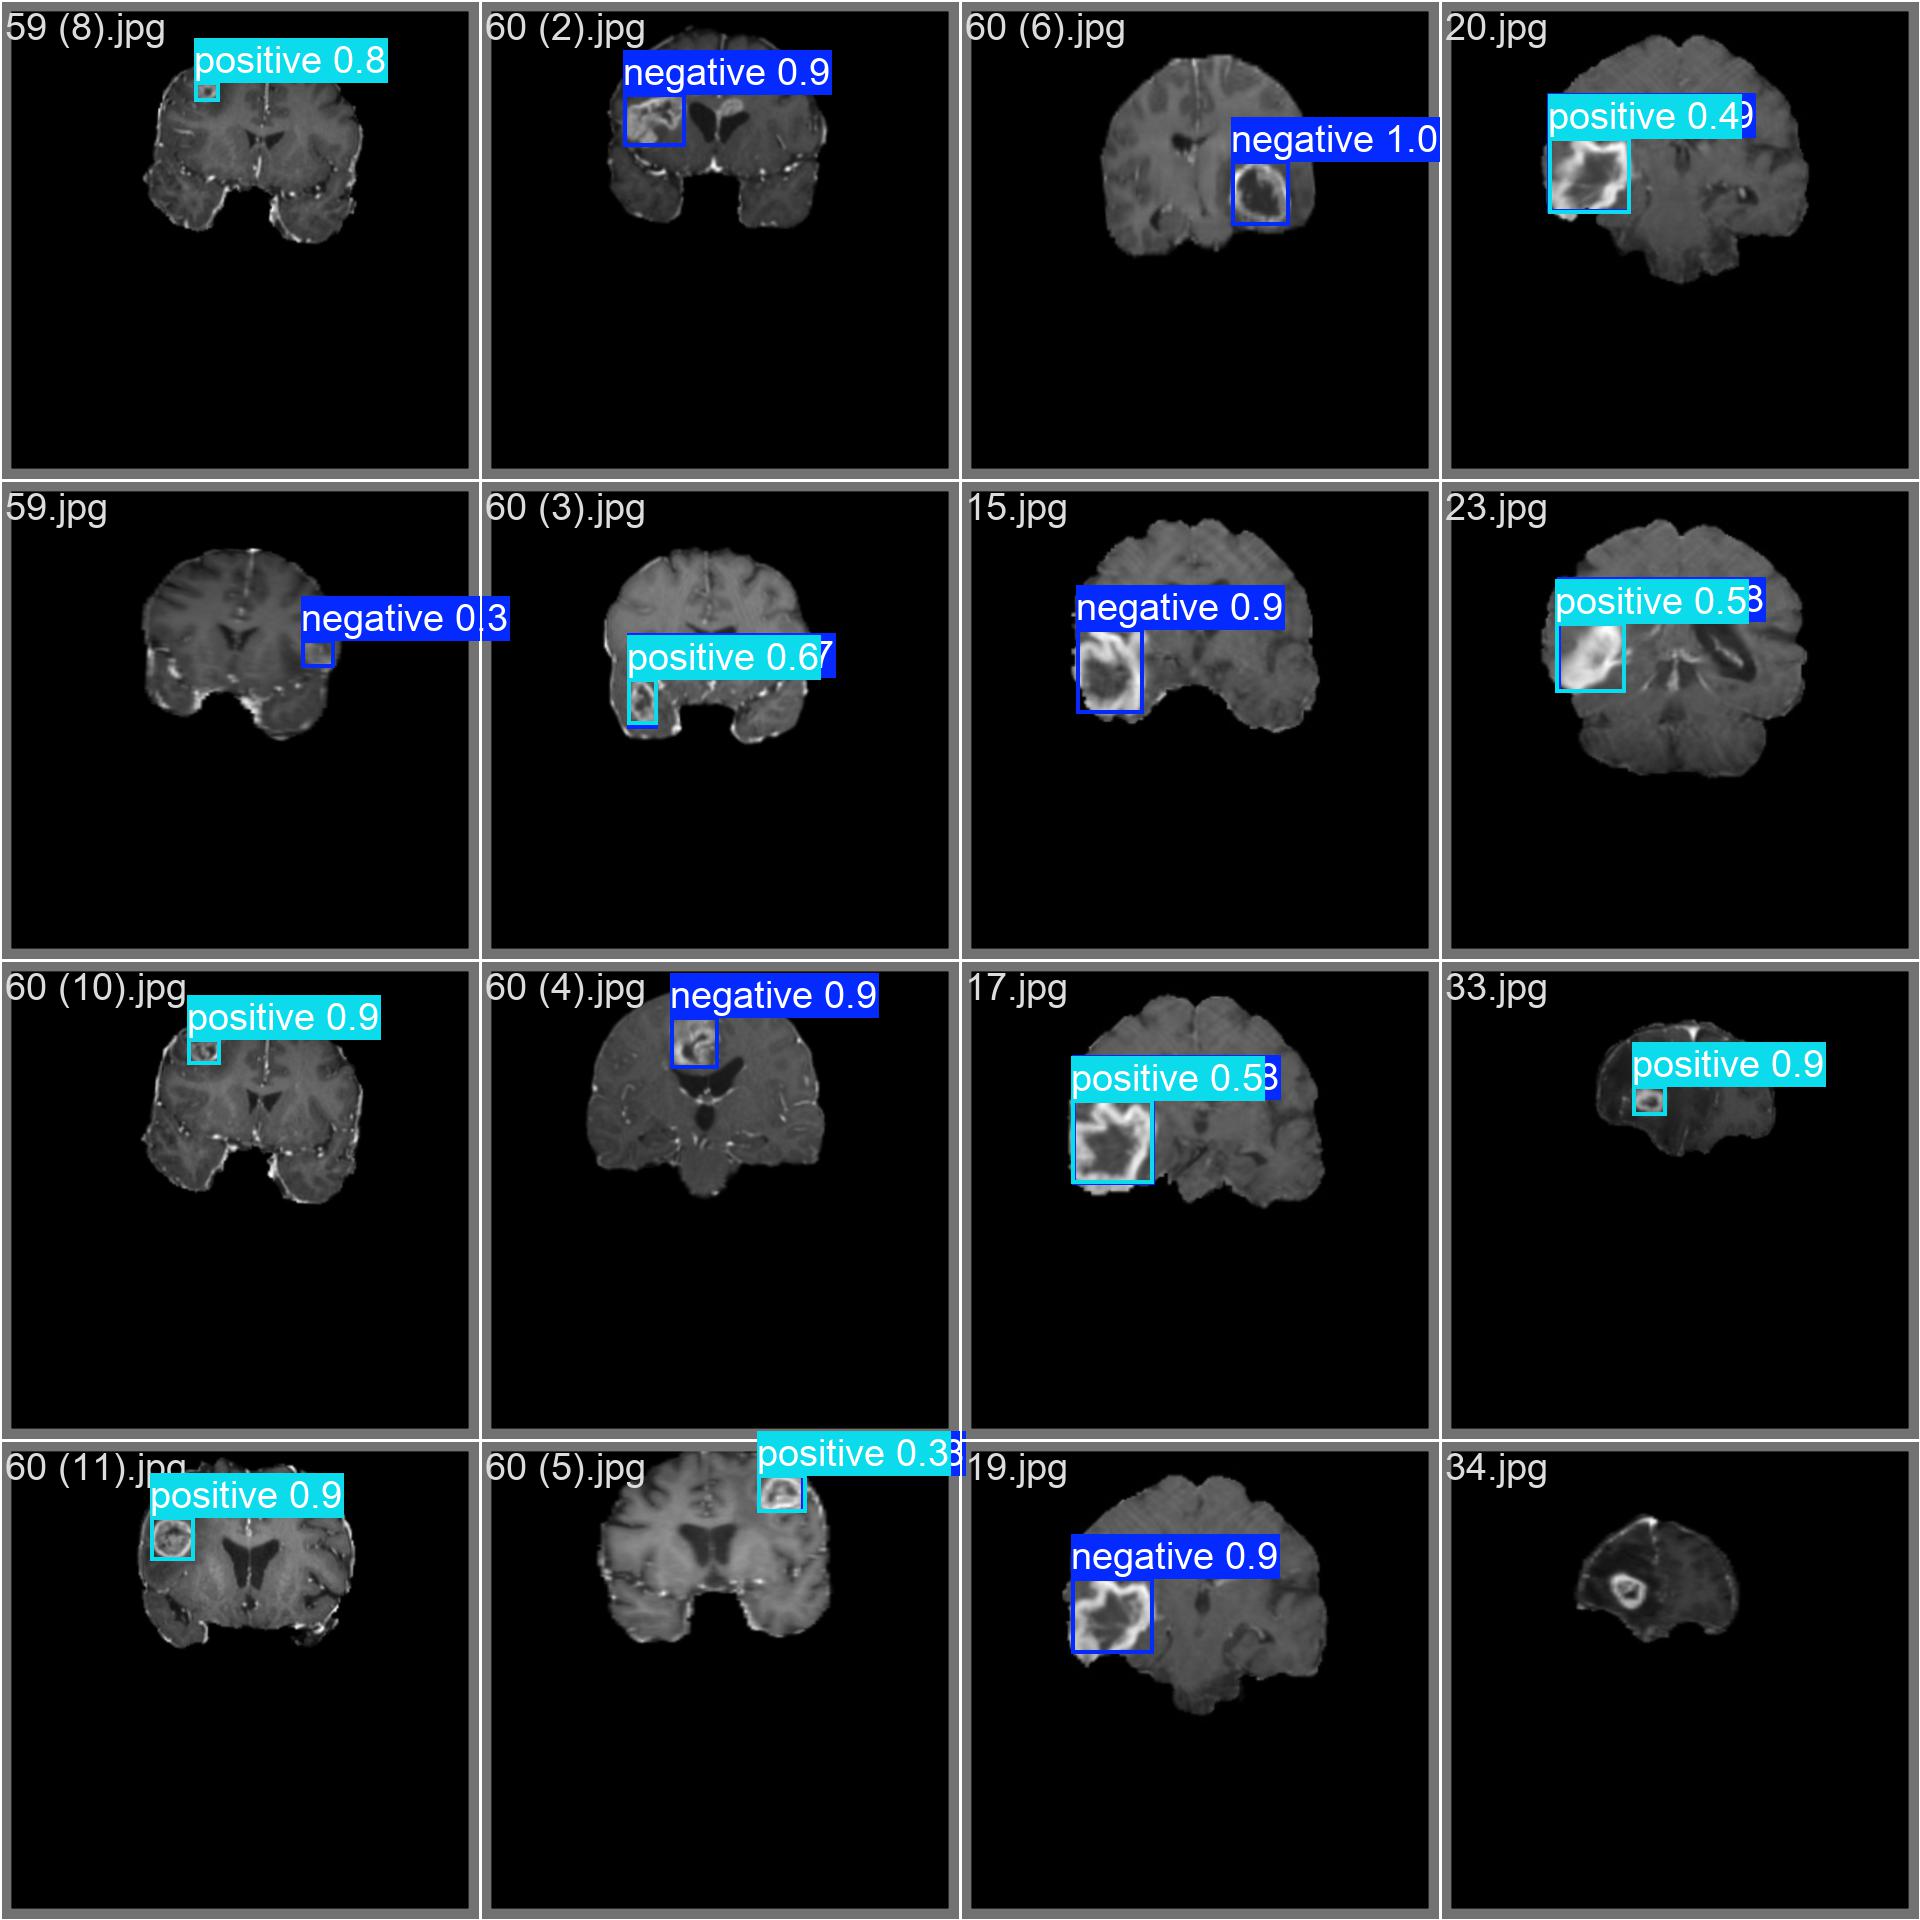 59 (8).jpg
positive 0.8
60 (2).jpg
negative 0.9
60 (6).jpg
negative 1.0
20.jpg
positive 0.4
59.jpg
negative 0.3
60 (3).jpg
positive 0.6
15.jpg
negative 0.9
23.jpg
positive 0.5
60 (10).jpg
positive 0.9
60 (4).jpg
negative 0.9
17.jpg
positive 0.5
33.jpg
positive 0.9
60 (11).jpg
positive 0.9
60 (5).jpg
positive 0.3
19.jpg
negative 0.9
34.jpg